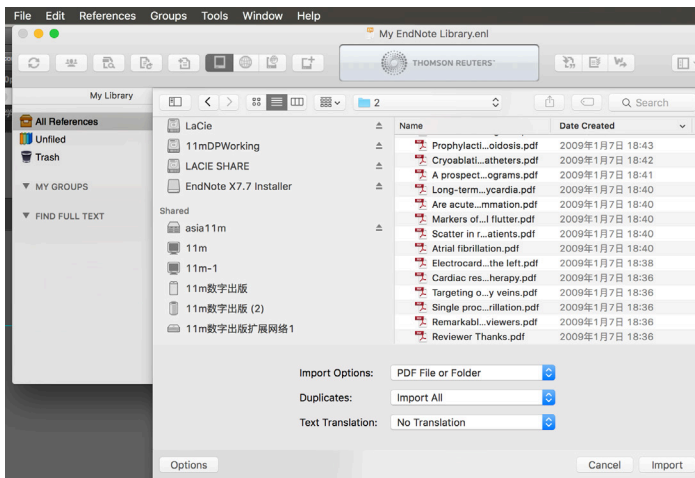 File Edit References Groups Tools Window Help
My EndNote Library.enl
THOMSON REUTERS
My Library
All References
Unfiled
Trash
MY GROUPS
FIND FULL TEXT
2
Search
LaCie
11mDPWorking
LACIE SHARE
EndNote X7.7 Installer
Shared
asia11m
11m
11m-1
11m数字出版
11m数字出版 (2)
11m数字出版扩展网络1
Name Date Created
Prophylacti...oidosis.pdf 2009年1月7日 18:43
Cryoablati...atheters.pdf 2009年1月7日 18:42
A prospect...ograms.pdf 2009年1月7日 18:41
Long-term...ycardia.pdf 2009年1月7日 18:40
Are acute...mmation.pdf 2009年1月7日 18:40
Markers of...l flutter.pdf 2009年1月7日 18:40
Scatter in r...atients.pdf 2009年1月7日 18:40
Atrial fibrillation.pdf 2009年1月7日 18:40
Electrocard...the left.pdf 2009年1月7日 18:38
Cardiac res...herapy.pdf 2009年1月7日 18:36
Targeting o...y veins.pdf 2009年1月7日 18:36
Single proc...rillation.pdf 2009年1月7日 18:36
Remarkabl...viewers.pdf 2009年1月7日 18:36
Reviewer Thanks.pdf 2009年1月7日 18:36
Import Options: PDF File or Folder
Duplicates: Import All
Text Translation: No Translation
Options Cancel Import